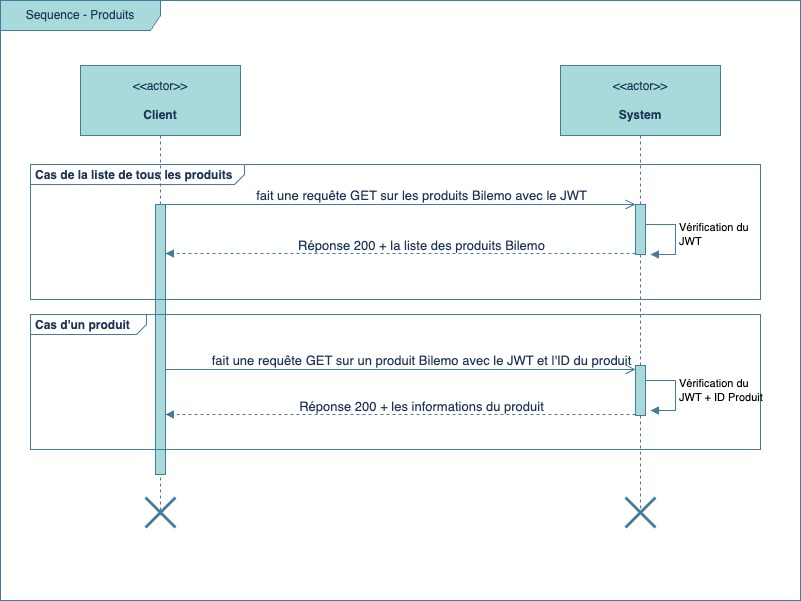 Sequence - Produits
<<actor>>
Client
<<actor>>
System
Cas de la liste de tous les produits
fait une requête GET sur les produits Bilemo avec le JWT
Vérification du
JWT
Réponse 200 + la liste des produits Bilemo
Cas d'un produit
fait une requête GET sur un produit Bilemo avec le JWT et l'ID du produit
Vérification du
JWT + ID Produit
Réponse 200 + les informations du produit